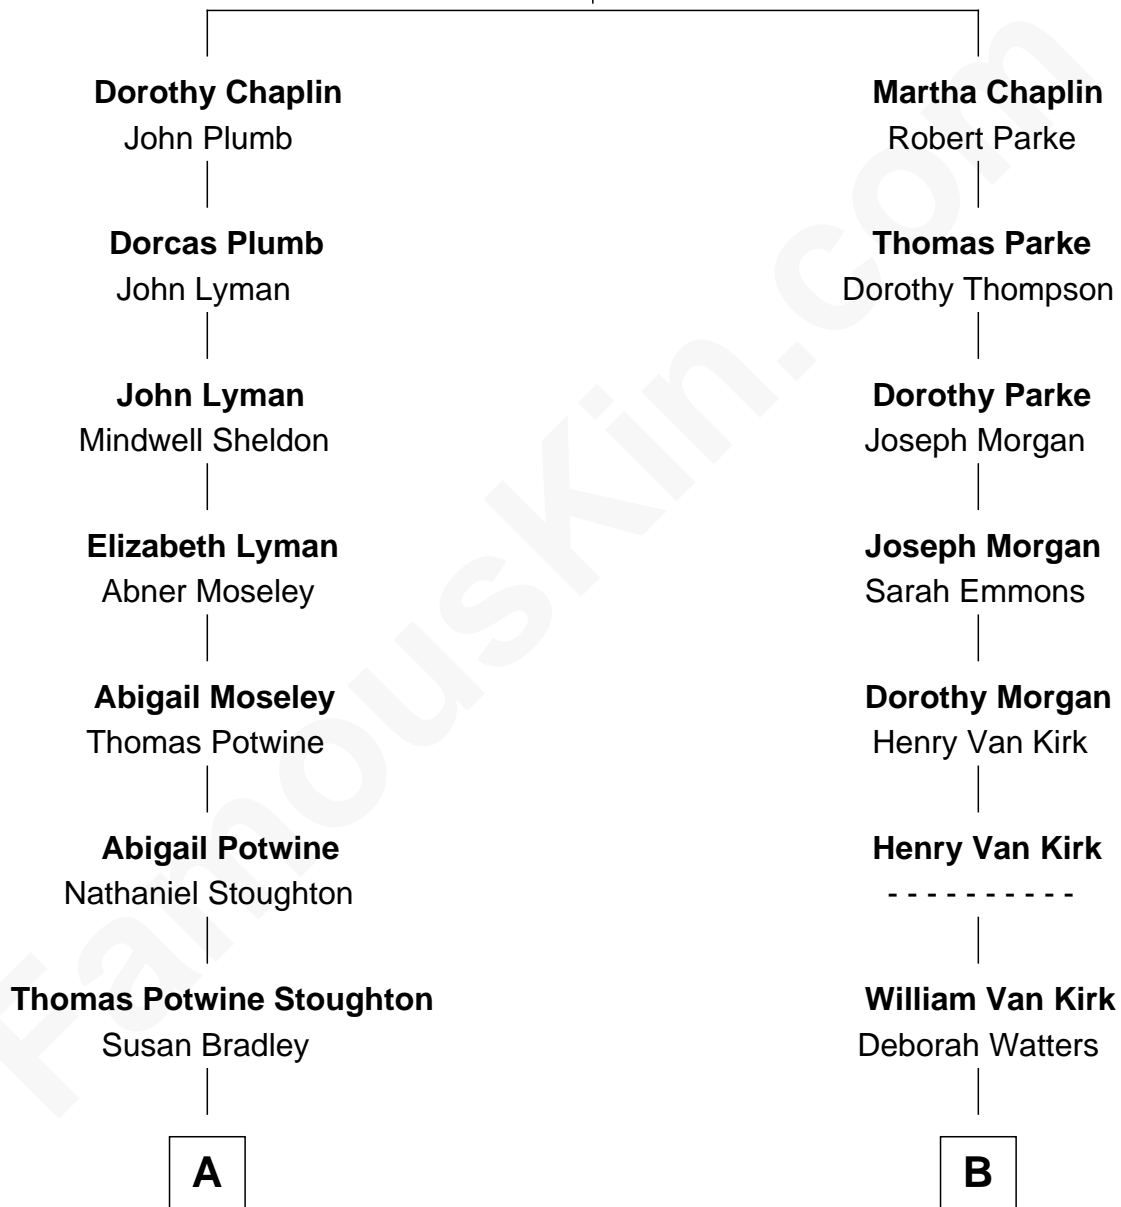 Dorothy Chaplin
John Plumb
Dorcas Plumb
John Lyman
John Lyman
Mindwell Sheldon
Elizabeth Lyman
Abner Moseley
Abigail Moseley
Thomas Potwine
Abigail Potwine
Nathaniel Stoughton
Thomas Potwine Stoughton
Susan Bradley
A
Martha Chaplin
Robert Parke
Thomas Parke
Dorothy Thompson
Dorothy Parke
Joseph Morgan
Joseph Morgan
Sarah Emmons
Dorothy Morgan
Henry Van Kirk
Henry Van Kirk
- - - - - - - - - -
William Van Kirk
Deborah Watters
B
FamousKin.com